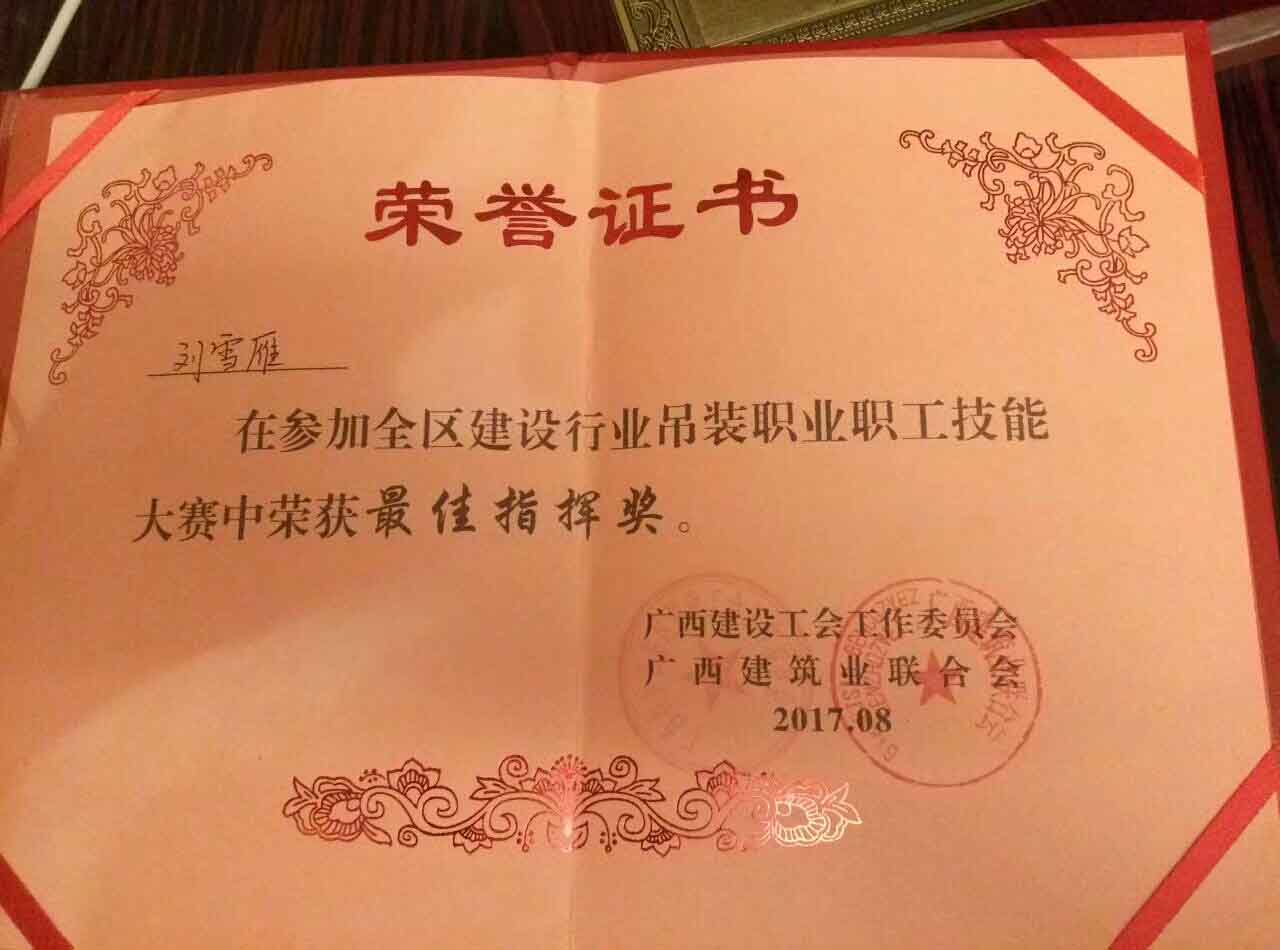 荣誉证书
刘雪雁
在参加全区建设行业吊装职业职工技能
大赛中荣获最佳指挥奖。
广西建设工会工作委员会
广西建筑业联合会
2017.08